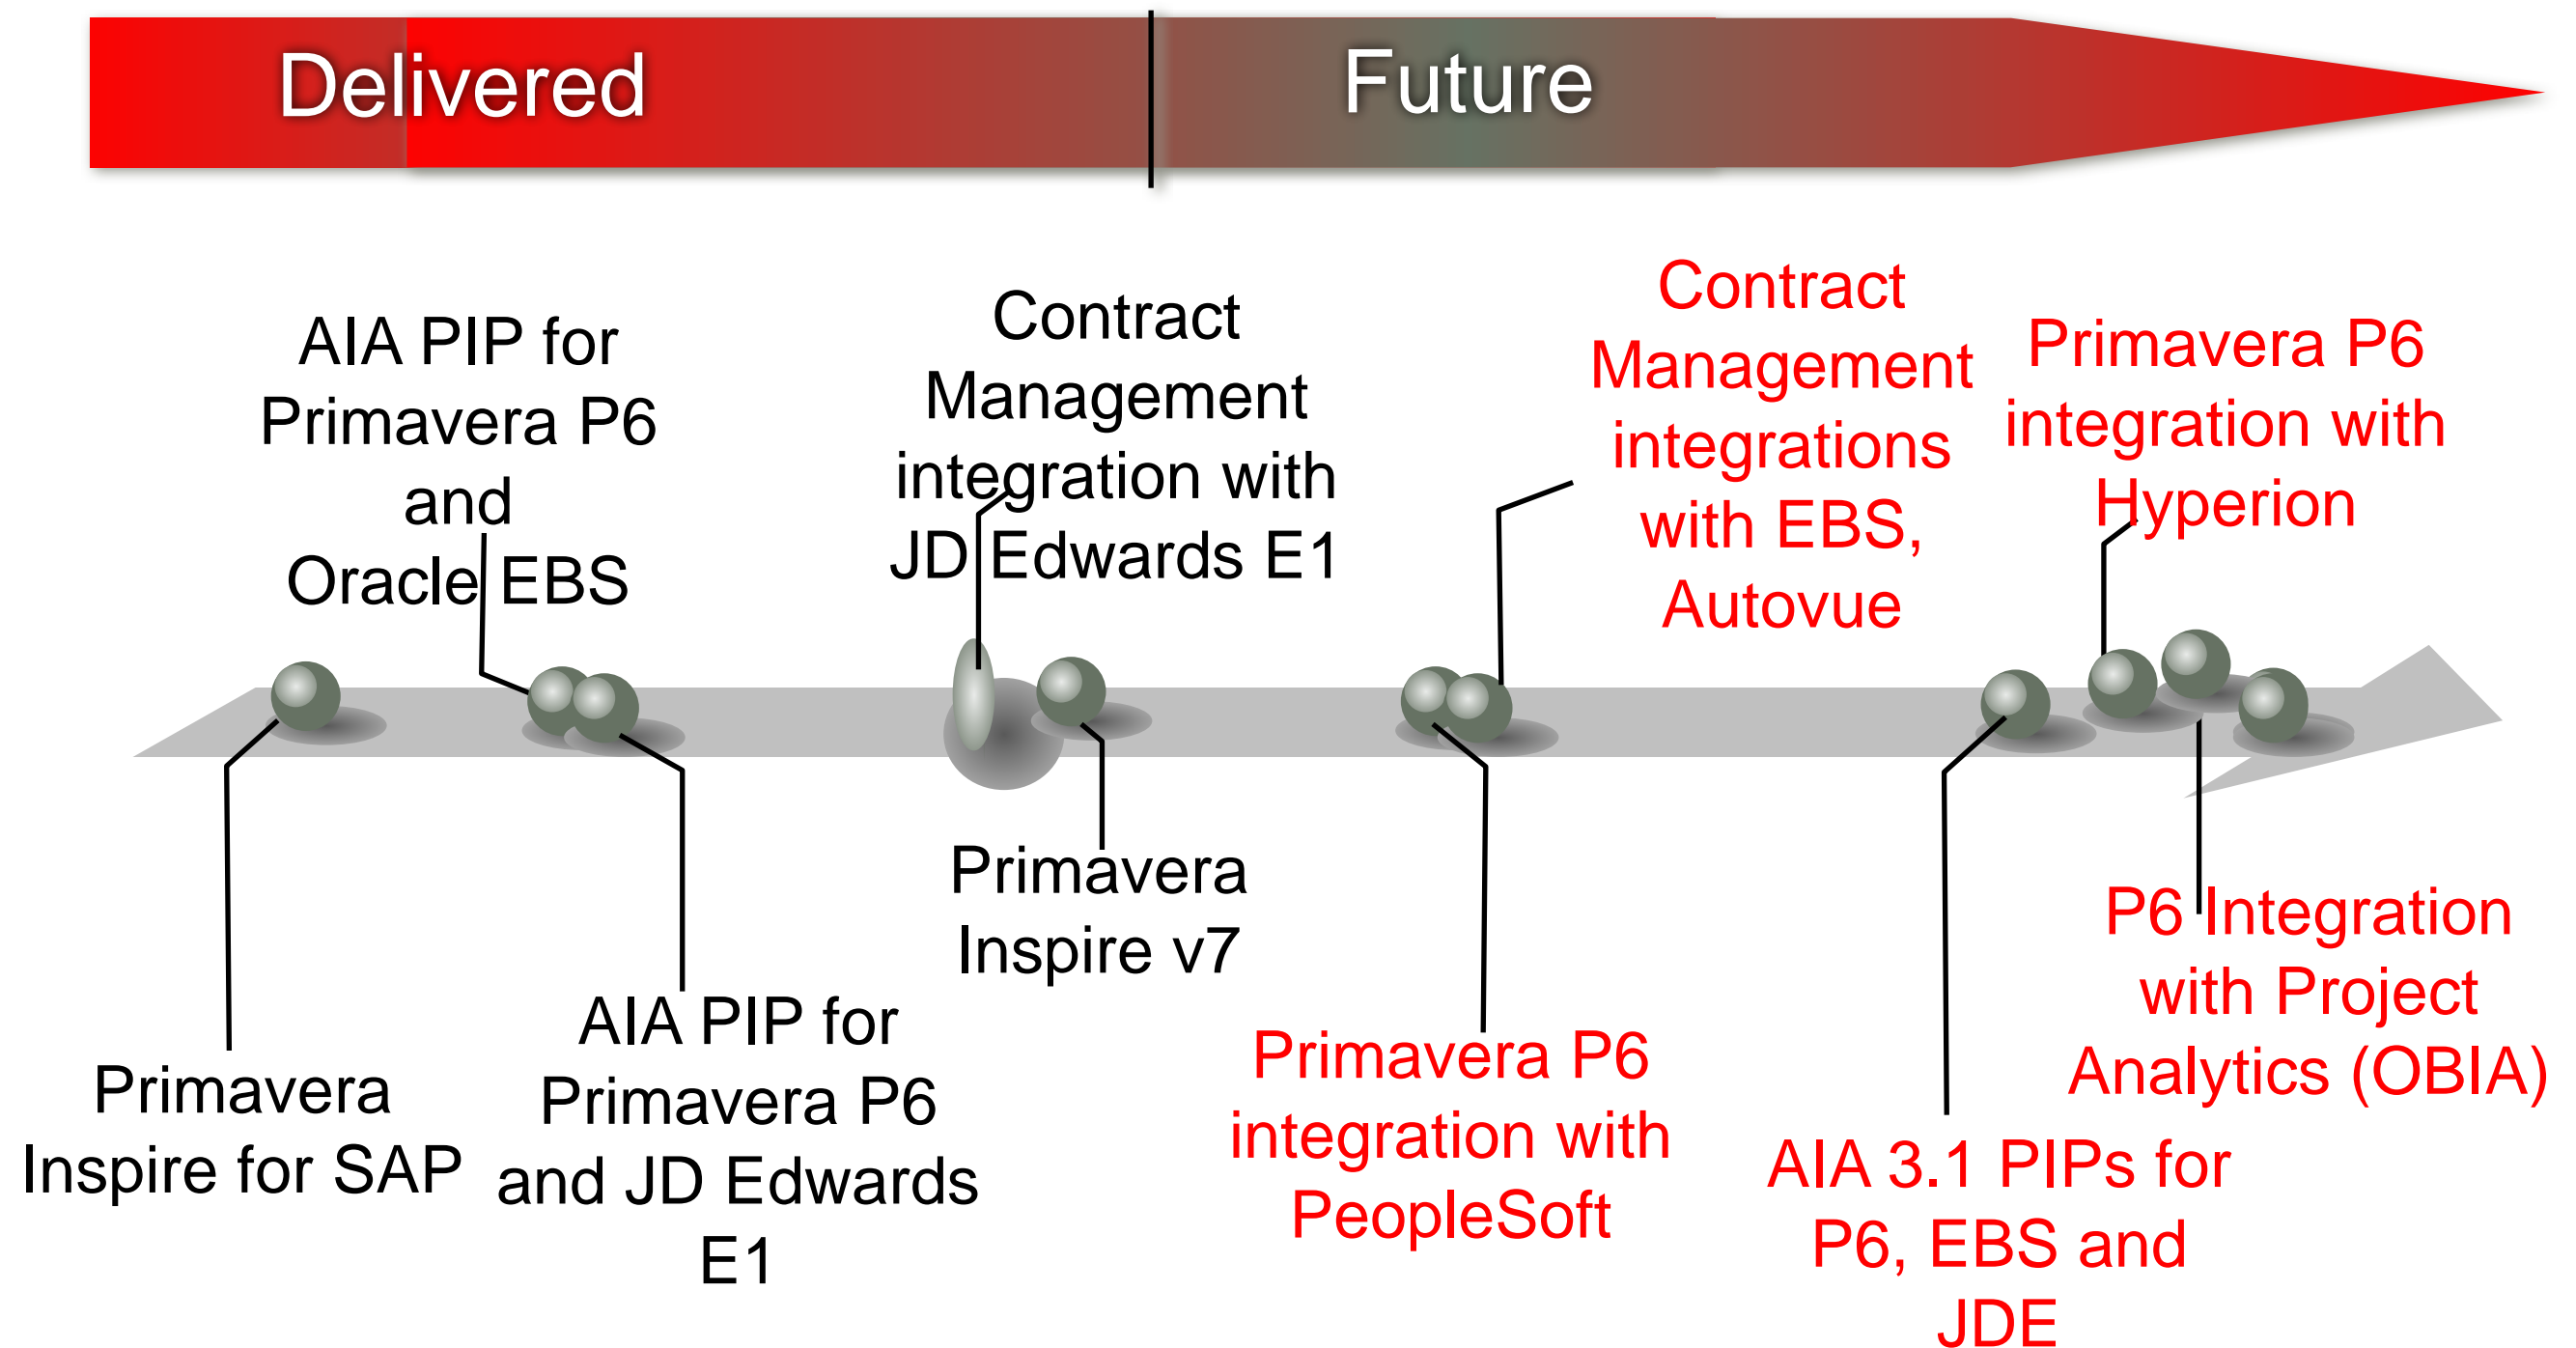 Delivered
Future
AIA PIP for
Primavera P6
and
Oracle EBS
Contract
Management
integration with
JD Edwards E1
Contract
Management
integrations
with EBS,
Autovue
Primavera P6
integration with
Hyperion
Primavera
Inspire for SAP
AIA PIP for
Primavera P6
and JD Edwards
E1
Primavera
Inspire v7
Primavera P6
integration with
PeopleSoft
AIA 3.1 PIPs for
P6, EBS and
JDE
P6 Integration
with Project
Analytics (OBIA)